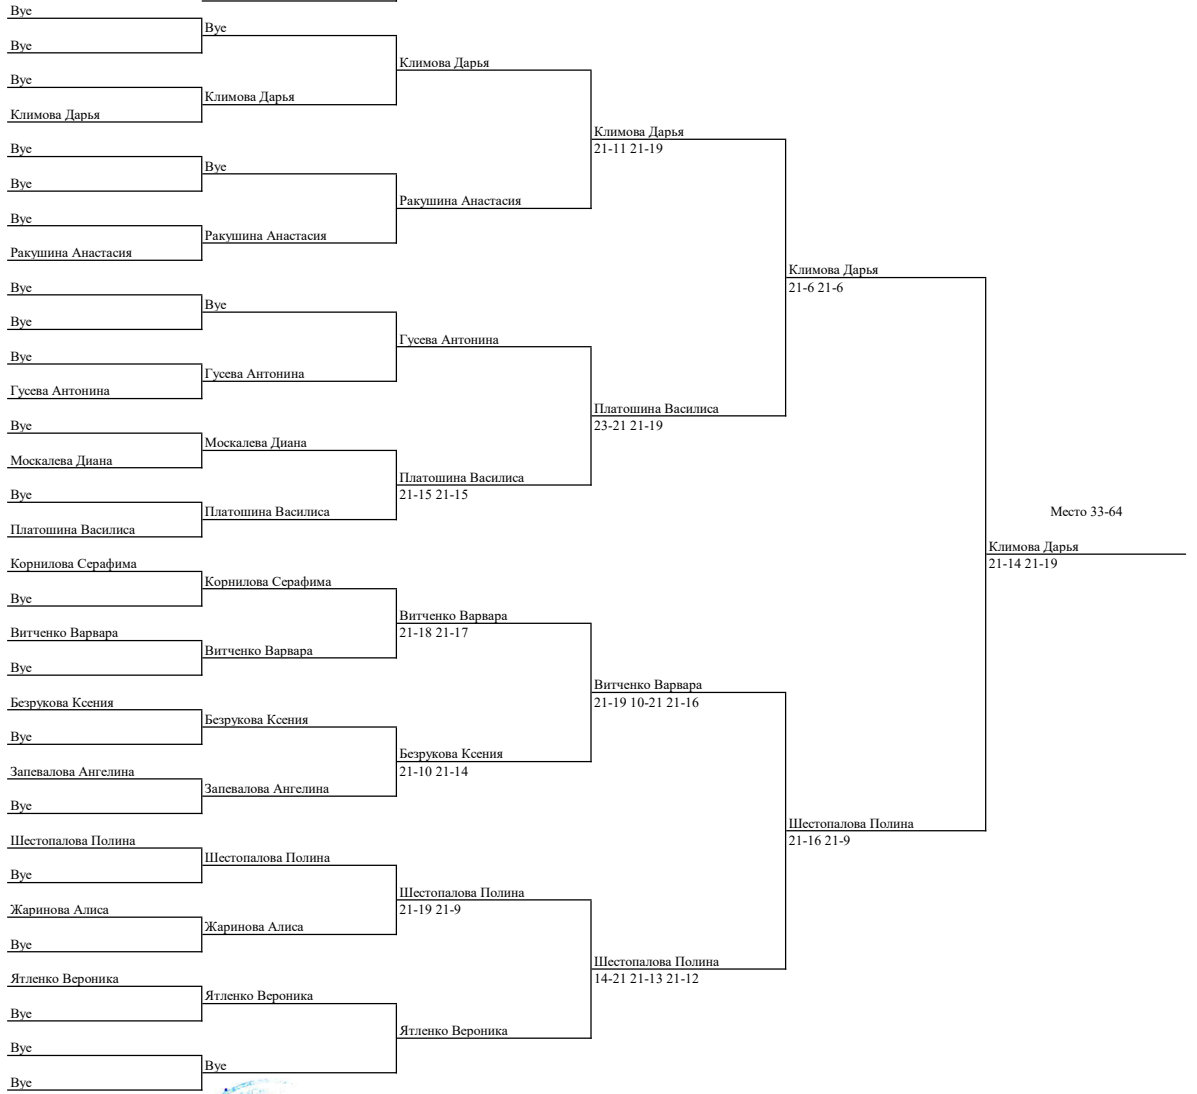 Bye
Bye
Bye
Климова Дарья
Bye
Bye
Bye
Ракушина Анастасия
Bye
Bye
Bye
Гусева Антонина
Bye
Москалева Диана
Bye
Платошина Василиса
Корнилова Серафима
Bye
Витченко Варвара
Bye
Безрукова Ксения
Bye
Запевалова Ангелина
Bye
Шестопалова Полина
Bye
Жаринова Алиса
Bye
Ятленко Вероника
Bye
Bye
Bye
Bye
Климова Дарья
Bye
Ракушина Анастасия
Bye
Гусева Антонина
Москалева Диана
Платошина Василиса
Корнилова Серафима
Витченко Варвара
Безрукова Ксения
Запевалова Ангелина
Шестопалова Полина
Жаринова Алиса
Ятленко Вероника
Bye
Климова Дарья
Ракушина Анастасия
Гусева Антонина
Платошина Василиса
21-15 21-15
Витченко Варвара
21-18 21-17
Безрукова Ксения
21-10 21-14
Шестопалова Полина
21-19 21-9
Ятленко Вероника
Климова Дарья
21-11 21-19
Платошина Василиса
23-21 21-19
Витченко Варвара
21-19 10-21 21-16
Шестопалова Полина
14-21 21-13 21-12
Климова Дарья
21-6 21-6
Шестопалова Полина
21-16 21-9
Место 33-64
Климова Дарья
21-14 21-19